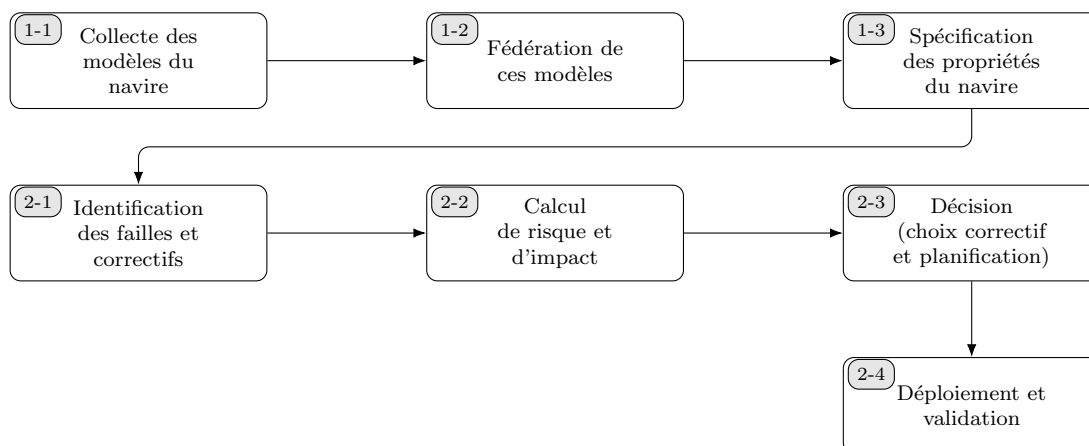 1-1
Collecte des
modèles du
navire
1-2
Fédération de
ces modèles
1-3
Spécification
des propriétés
du navire
2-1
Identification
des failles et
correctifs
2-2
Calcul
de risque et
d'impact
2-3
Décision
(choix correctif
et planification)
2-4
Déploiement et
validation